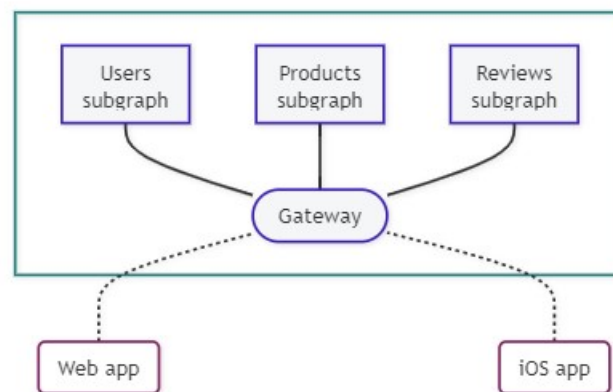 Users
subgraph
Products
subgraph
Reviews
subgraph
Gateway
Web app
iOS app